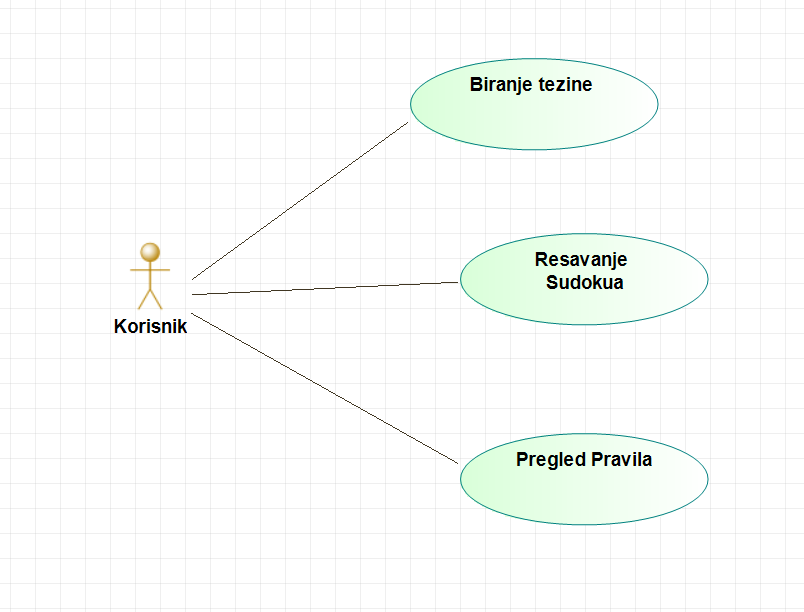 Biranje tezine
Resavanje
Sudokua
Korisnik
Pregled Pravila